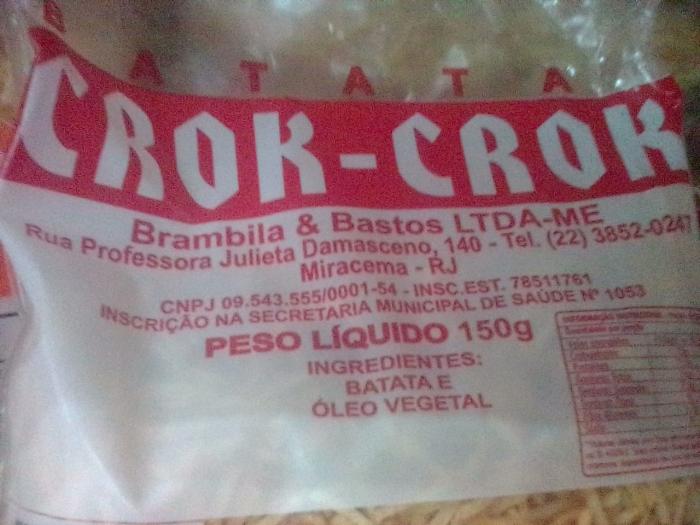 BATATA
CROK-CROK
Brambila & Bastos LTDA-ME
Rua Professora Julieta Damasceno, 140 - Tel. (22) 3852-0247
Miracema - RJ
CNPJ 09.543.555/0001-54 - INSC.EST. 78511761
INSCRIÇÃO NA SECRETARIA MUNICIPAL DE SAÚDE Nº 1053
PESO LÍQUIDO 150g
INGREDIENTES:
BATATA E
ÓLEO VEGETAL